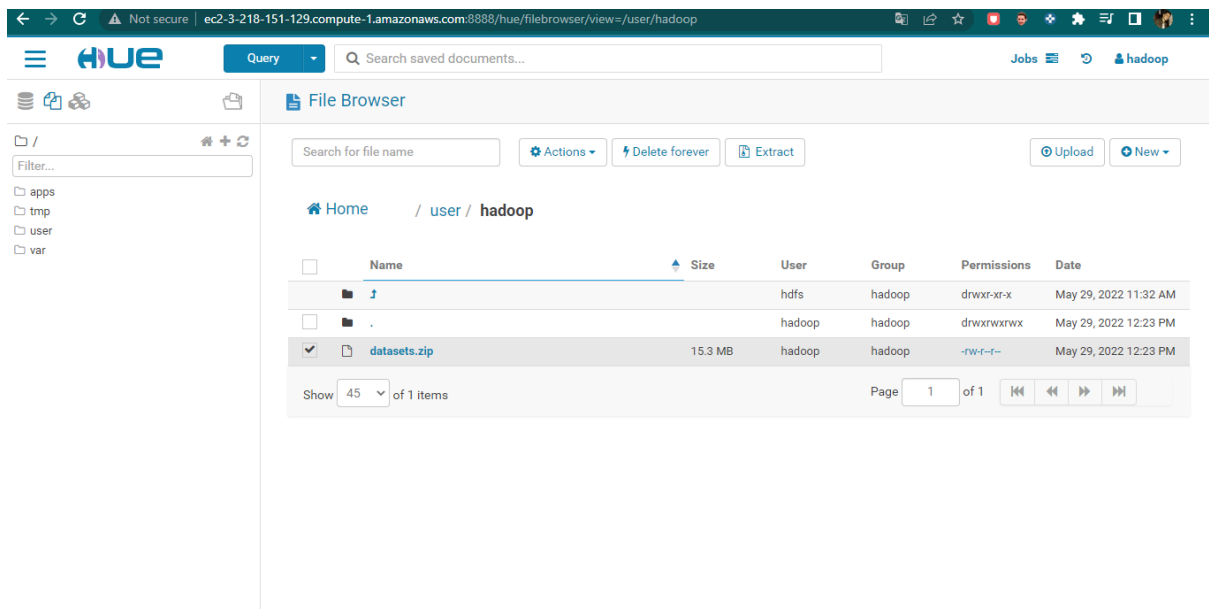 Not secure | ec2-3-218-151-129.compute-1.amazonaws.com:8888/hue/filebrowser/view=/user/hadoop
HUE Query Search saved documents... Jobs hadoop
File Browser
/
Filter...
apps
tmp
user
var
Search for file name Actions Delete forever Extract Upload New
Home / user / hadoop
Name Size User Group Permissions Date
hdfs hadoop drwxr-xr-x May 29, 2022 11:32 AM
. hadoop hadoop drwxrwxrwx May 29, 2022 12:23 PM
datasets.zip 15.3 MB hadoop hadoop -rw-r--r-- May 29, 2022 12:23 PM
Show 45 of 1 items Page 1 of 1